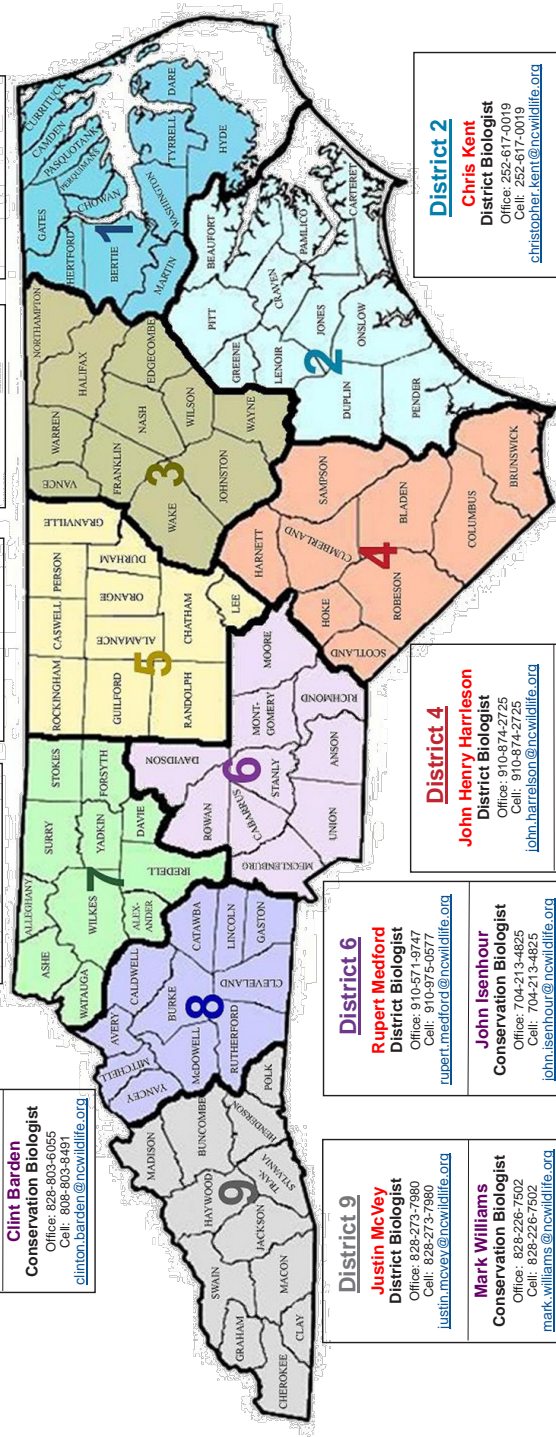 Clint Barden
Conservation Biologist
Office: 828-803-6055
Cell: 808-803-8491
clinton.barden@ncwildlife.org
CHEROKEE
GRAHAM
CLAY
SWAIN
MACON
JACKSON
HAYWOOD
TRAN-
SYLVANIA
MADISON
BUNCOMBE
HENDERSON
POLK
9
YANCEY
MITCHELL
AVERY
McDOWELL
RUTHERFORD
BURKE
CALDWELL
CLEVELAND
CATAWBA
LINCOLN
GASTON
8
WATAUGA
ASHE
ALLEGHANY
WILKES
ALEX-
ANDER
SURRY
YADKIN
IREDELL
DAVIE
STOKES
FORSYTH
7
ROWAN
DAVIDSON
CABARRUS
MECKLENBURG
STANLY
UNION
MONT-
GOMERY
ANSON
RICHMOND
MOORE
6
ROCKINGHAM
CASWELL
PERSON
GRANVILLE
GUILFORD
ALAMANCE
ORANGE
DURHAM
RANDOLPH
CHATHAM
LEE
5
HARNETT
HOKE
SCOTLAND
CUMBERLAND
SAMPSON
ROBESON
BLADEN
COLUMBUS
BRUNSWICK
4
VANCE
WARREN
NORTHAMPTON
HALIFAX
FRANKLIN
NASH
EDGECOMBE
WAKE
WILSON
JOHNSTON
WAYNE
3
PITT
BEAUFORT
GREENE
LENOIR
CRAVEN
PAMLICO
JONES
CARTERET
DUPLIN
ONSLOW
PENDER
2
GATES
CURRITUCK
CAMDEN
PASQUOTANK
PERQUIMANS
CHOWAN
HERTFORD
BERTIE
MARTIN
WASHINGTON
TYRRELL
DARE
HYDE
1
District 9
Justin McVey
District Biologist
Office: 828-273-7980
Cell: 828-273-7980
justin.mcvey@ncwildlife.org
Mark Williams
Conservation Biologist
Office: 828-226-7502
Cell: 828-226-7502
mark.williams@ncwildlife.org
District 6
Rupert Medford
District Biologist
Office: 910-571-9747
Cell: 910-975-0577
rupert.medford@ncwildlife.org
John Isenhour
Conservation Biologist
Office: 704-213-4825
Cell: 704-213-4825
john.isenhour@ncwildlife.org
District 4
John Henry Harrleson
District Biologist
Office: 910-874-2725
Cell: 910-874-2725
john.harrelson@ncwildlife.org
District 2
Chris Kent
District Biologist
Office: 252-617-0019
Cell: 252-617-0019
christopher.kent@ncwildlife.org